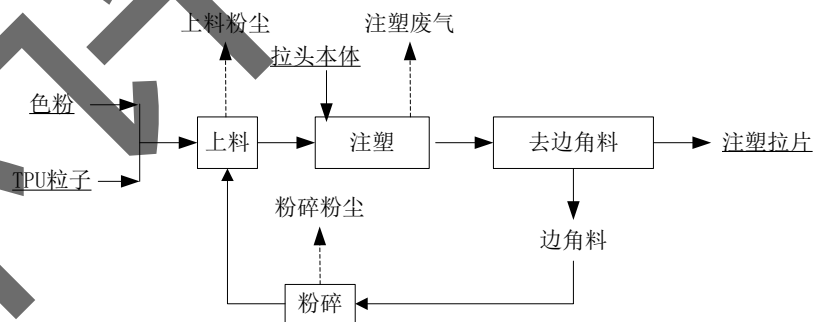 上料粉尘
注塑废气
拉头本体
色粉
上料
注塑
去边角料
注塑拉片
TPU粒子
粉碎粉尘
边角料
粉碎